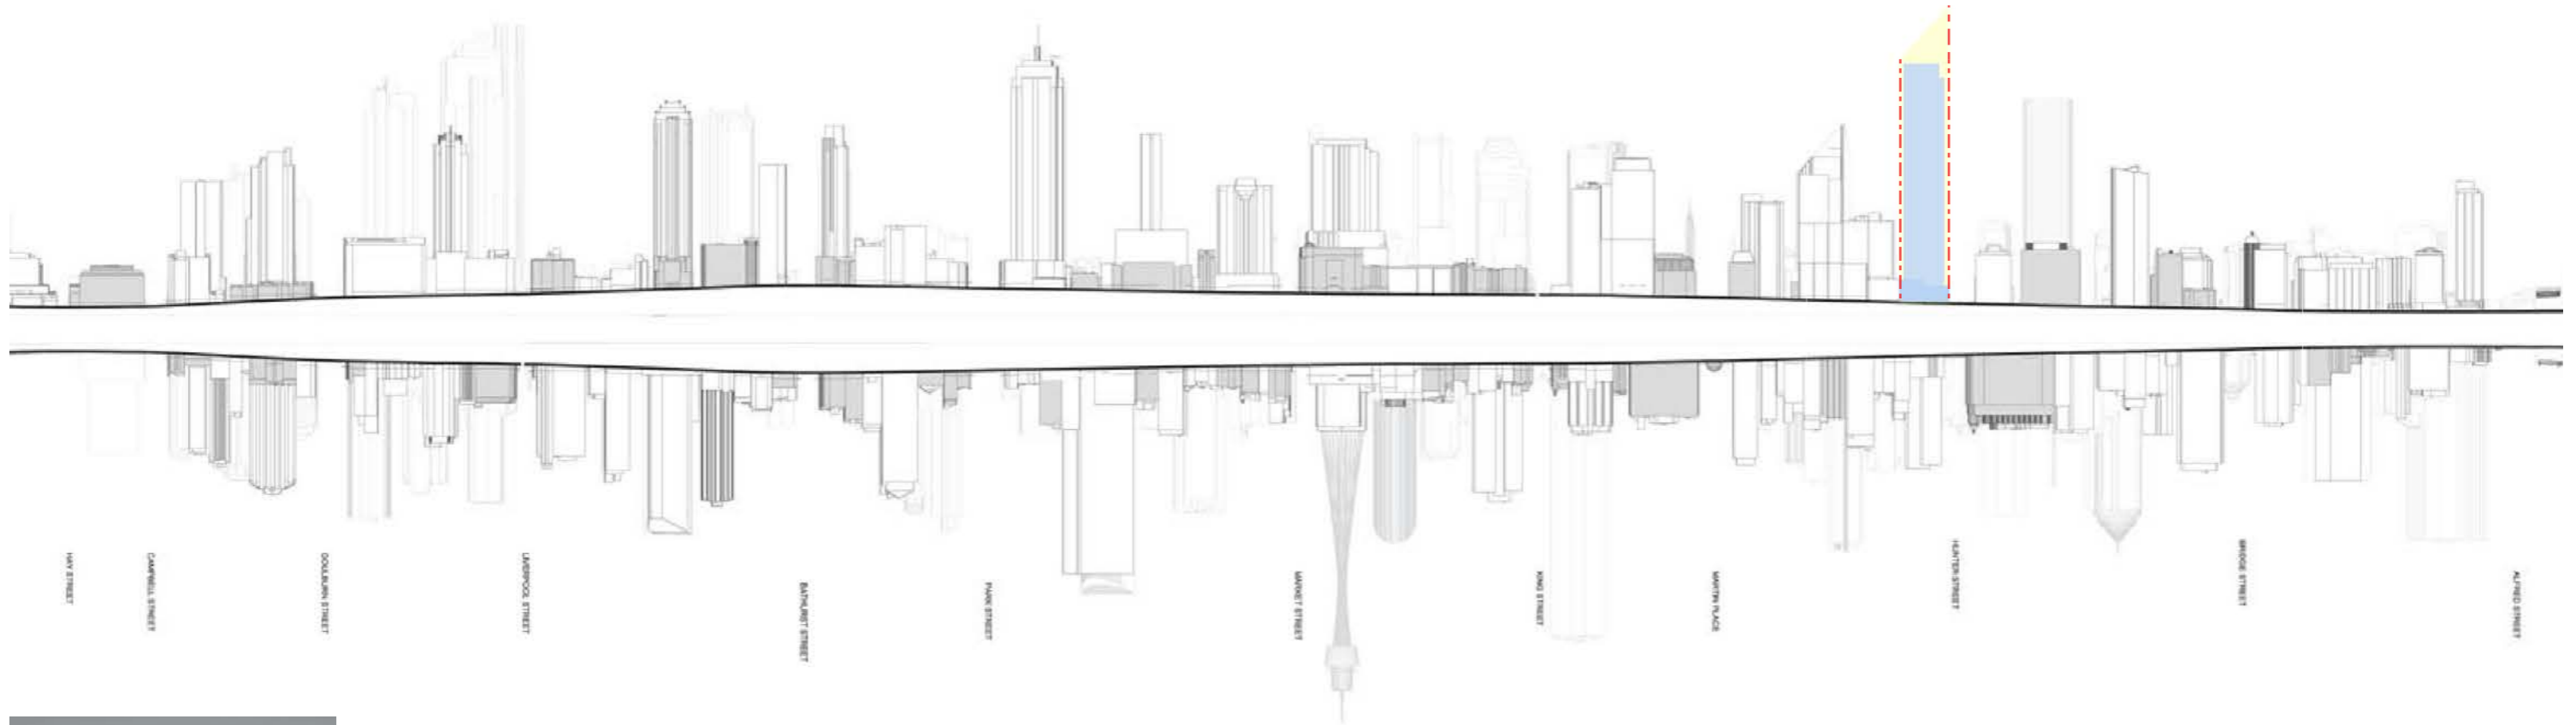 HAY STREET
CAMPBELL STREET
GOULBURN STREET
LIVERPOOL STREET
BATHURST STREET
PARK STREET
MARKET STREET
KING STREET
MARTIN PLACE
HUNTER STREET
BRIDGE STREET
ALFRED STREET